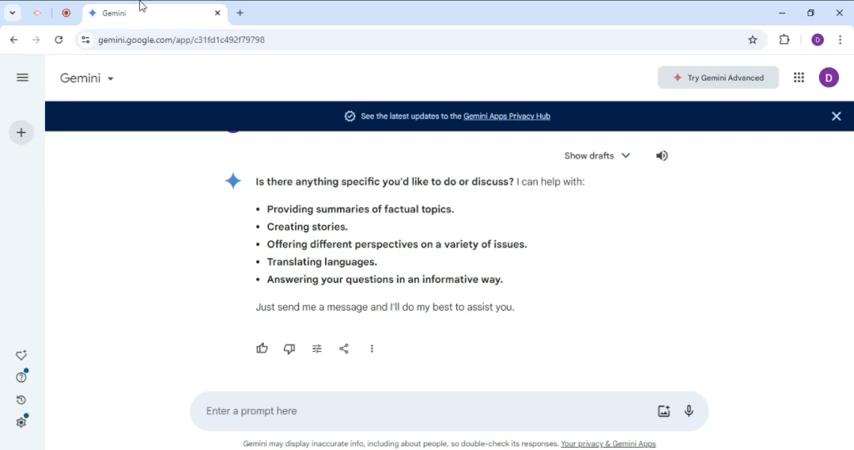 Gemini
gemini.google.com/app/c31fd1c492f79798
D
Gemini
Try Gemini Advanced
D
See the latest updates to the Gemini Apps Privacy Hub
Show drafts
Is there anything specific you'd like to do or discuss? I can help with:
• Providing summaries of factual topics.
• Creating stories.
• Offering different perspectives on a variety of issues.
• Translating languages.
• Answering your questions in an informative way.
Just send me a message and I'll do my best to assist you.
Enter a prompt here
Gemini may display inaccurate info, including about people, so double-check its responses. Your privacy & Gemini Apps